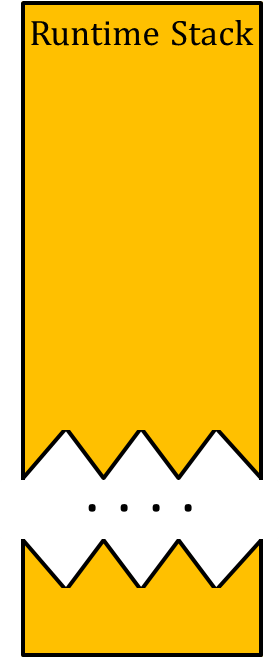 Runtime Stack
. . . .